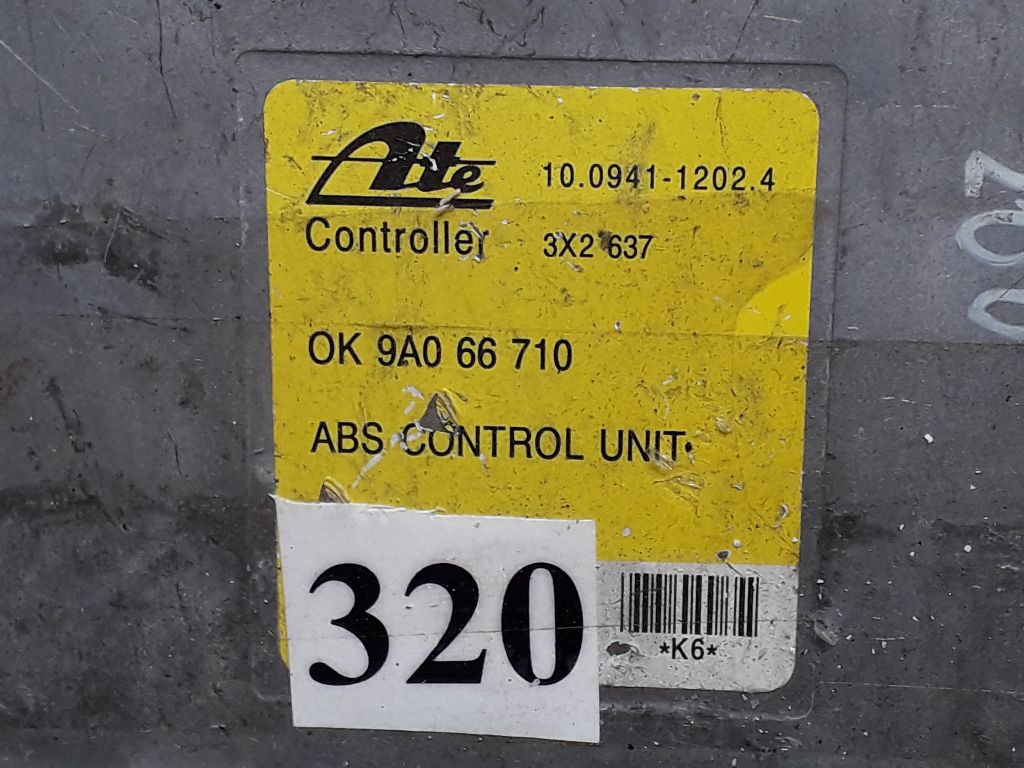 Ate 10.0941-1202.4
Controller 3X2 637
OK 9A0 66 710
ABS CONTROL UNIT
320
*K6*